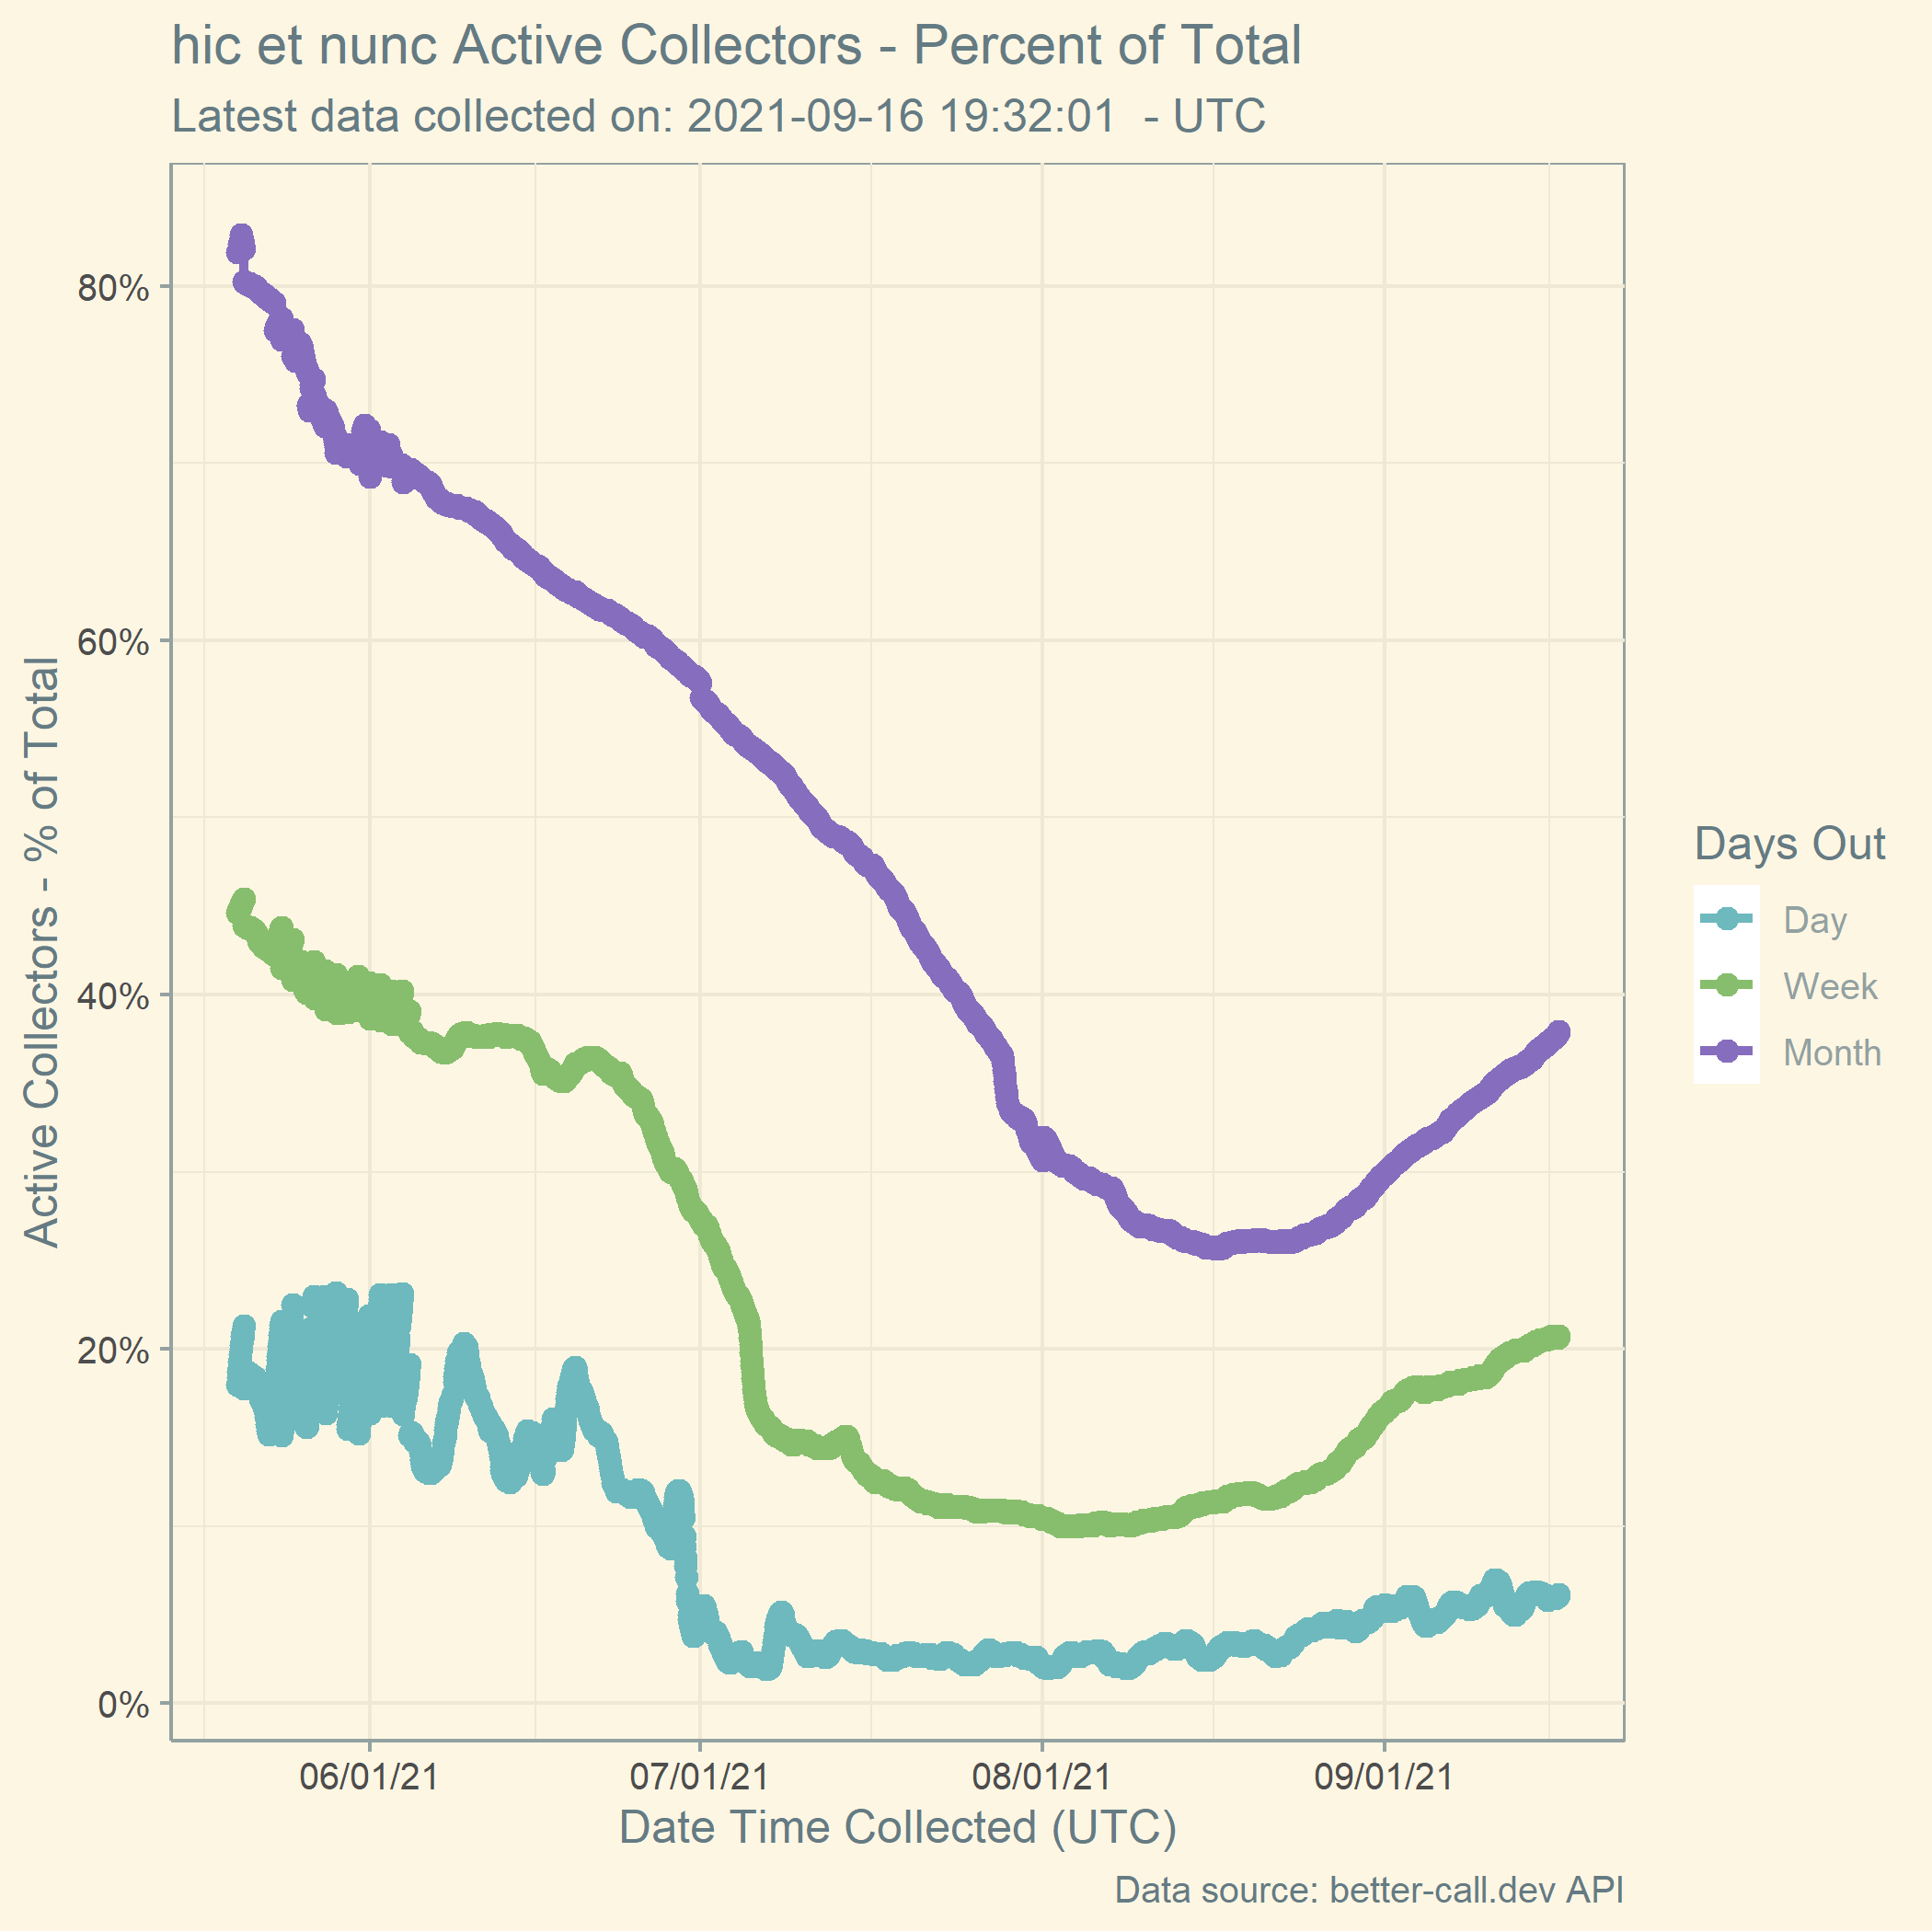 hic et nunc Active Collectors - Percent of Total
Latest data collected on: 2021-09-16 19:32:01  - UTC
Active Collectors - % of Total
80%
60%
40%
20%
0%
06/01/21
07/01/21
08/01/21
09/01/21
Date Time Collected (UTC)
Days Out
Day
Week
Month
Data source: better-call.dev API